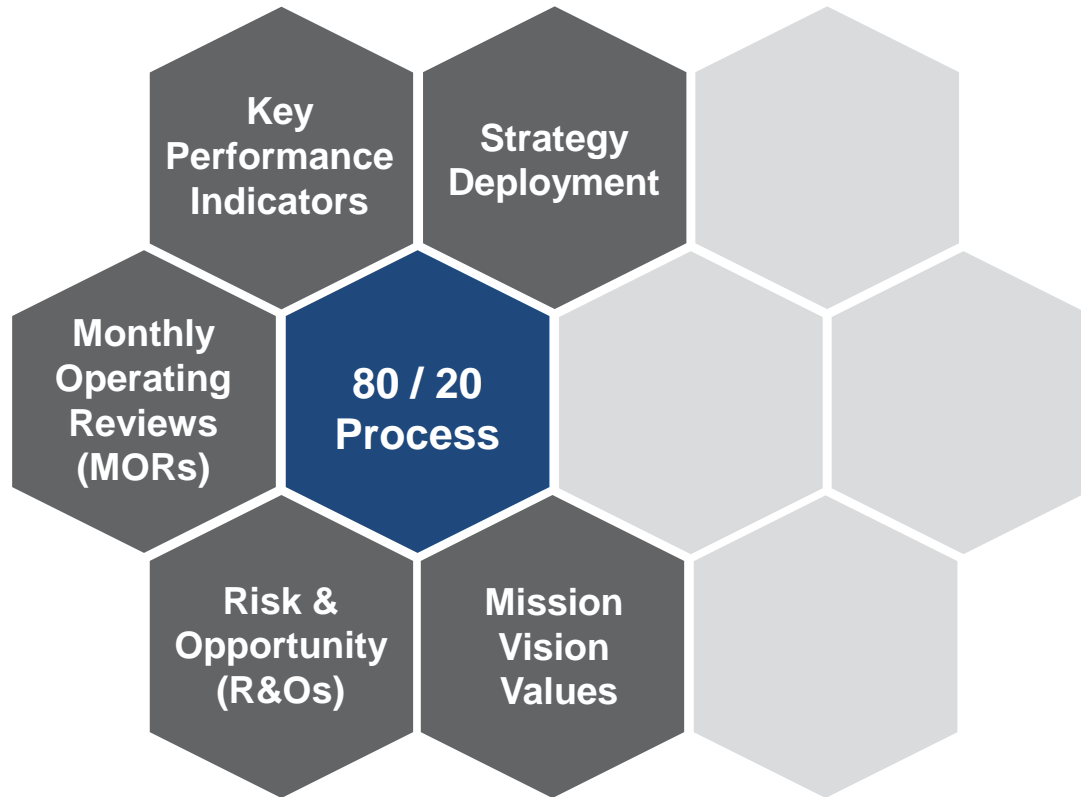 Key
Performance
Indicators
Strategy
Deployment
Monthly
Operating
Reviews
(MORs)
80 / 20
Process
Risk &
Opportunity
(R&Os)
Mission
Vision
Values